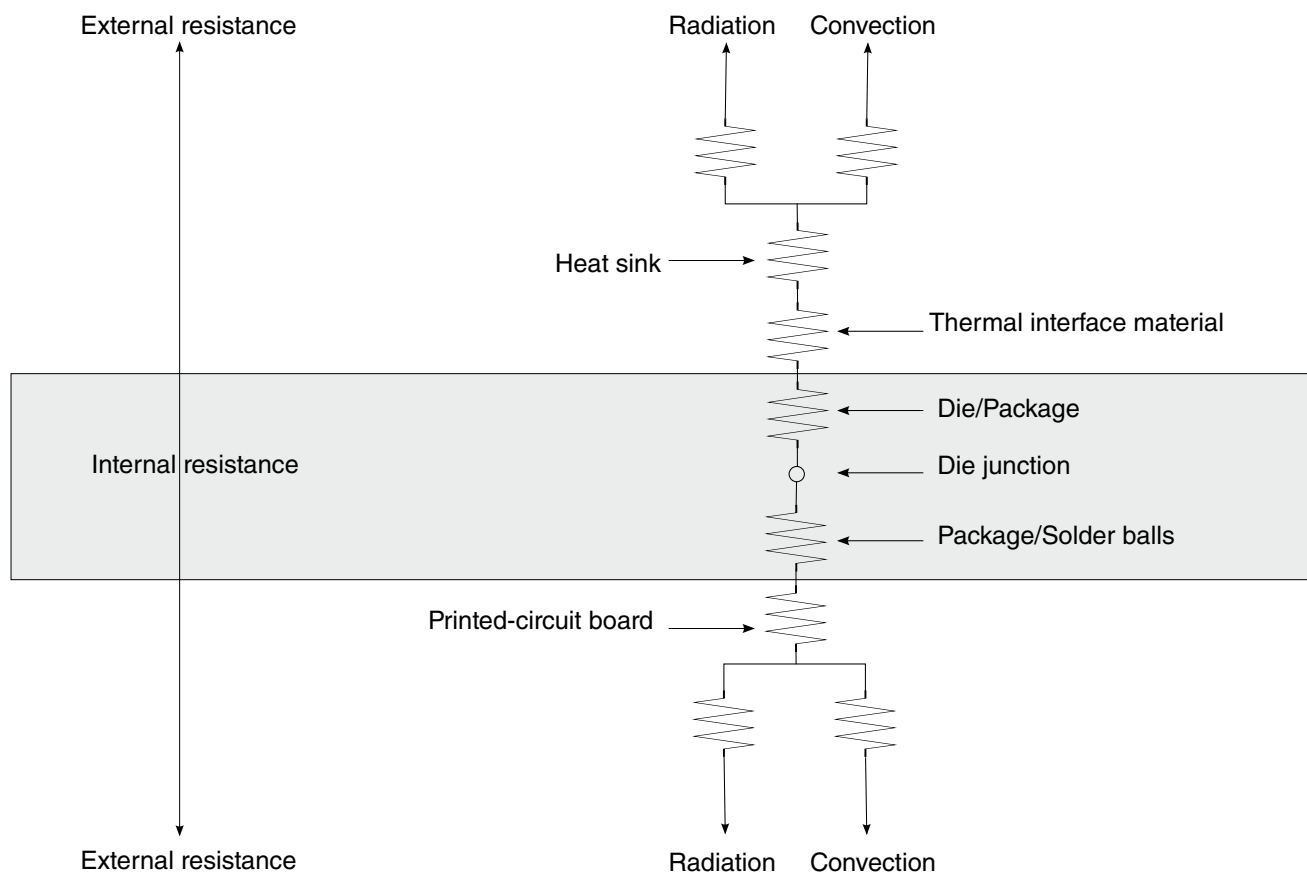 External resistance
Radiation
Convection
Heat sink
Thermal interface material
Die/Package
Internal resistance
Die junction
Package/Solder balls
Printed-circuit board
External resistance
Radiation
Convection